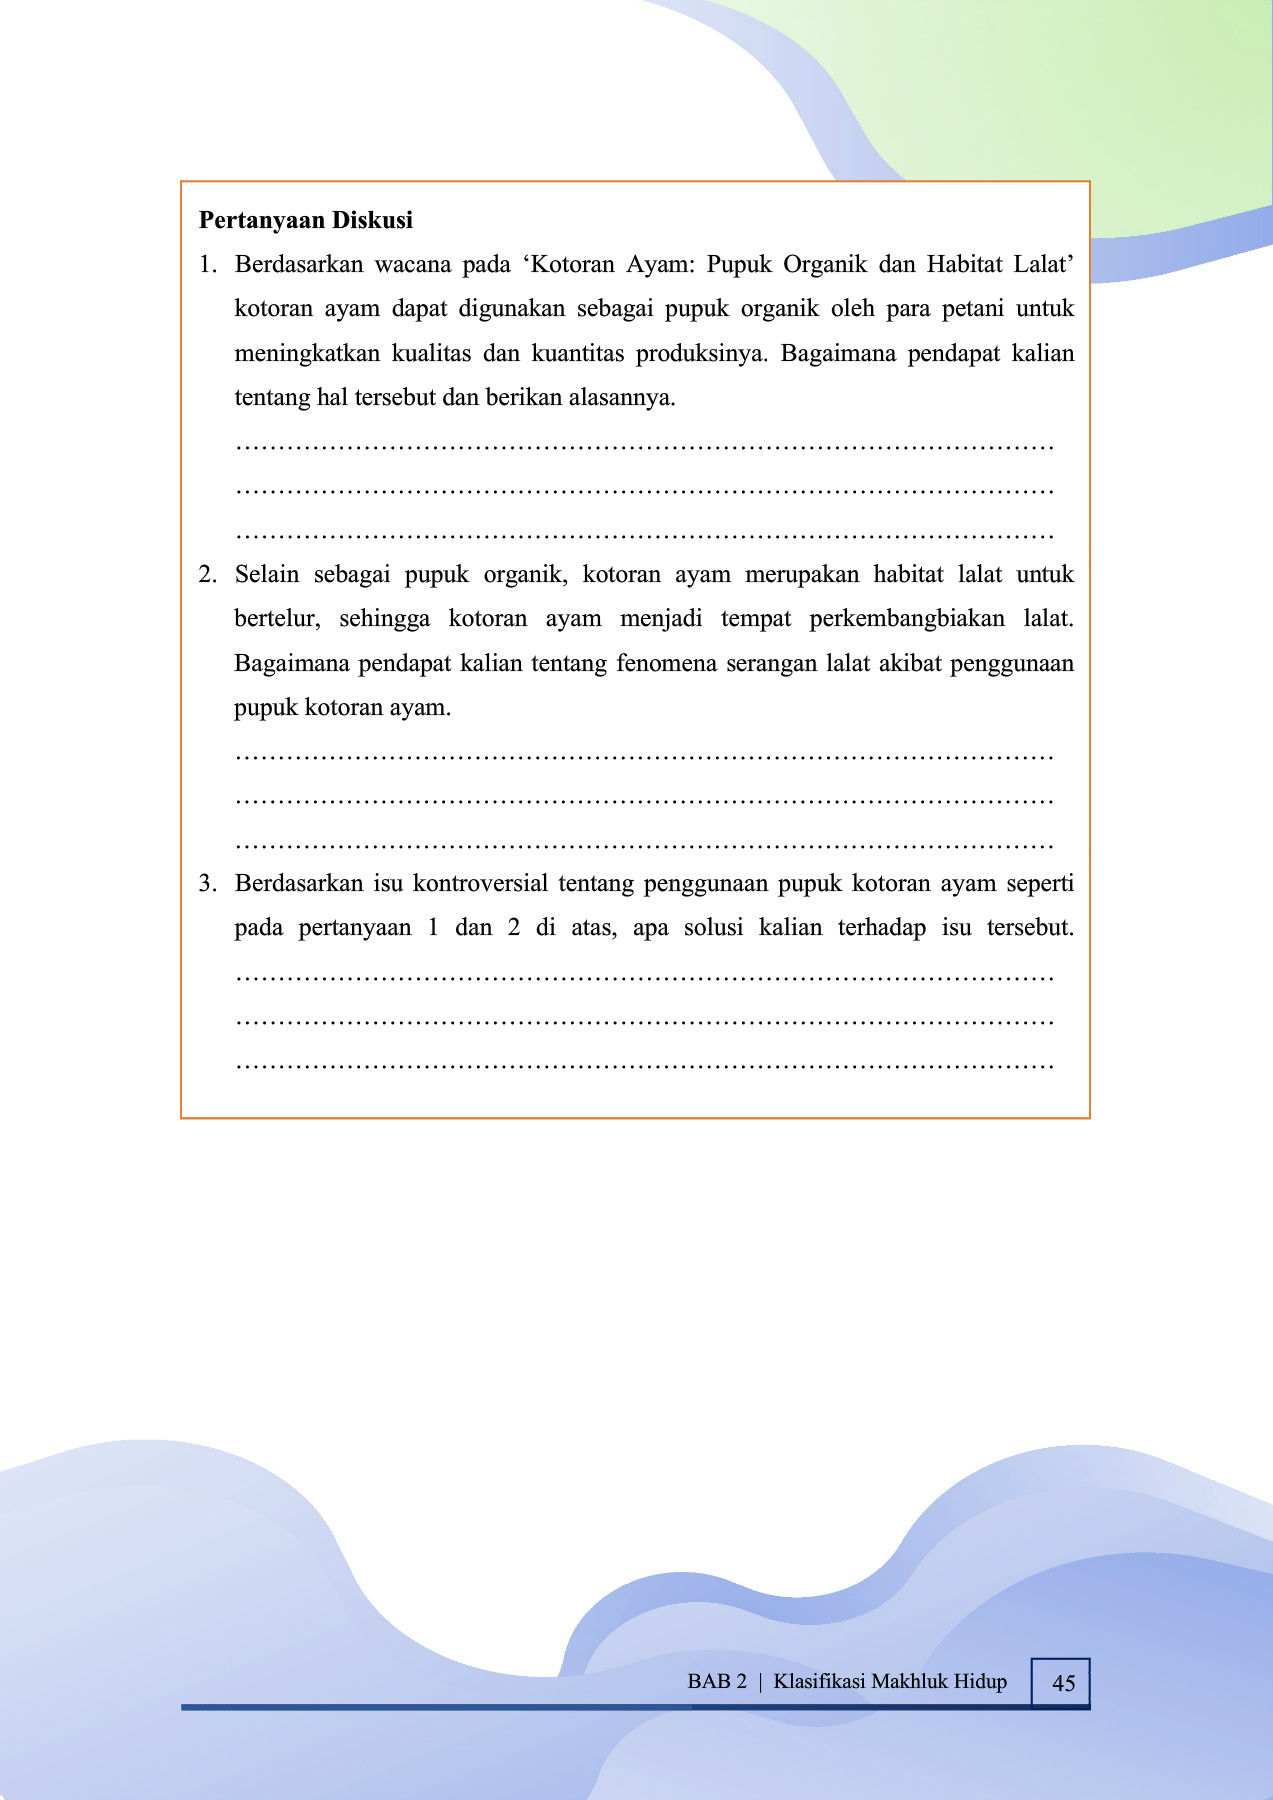 Pertanyaan Diskusi
1. Berdasarkan wacana pada ‘Kotoran Ayam: Pupuk Organik dan Habitat Lalat’
kotoran ayam dapat digunakan sebagai pupuk organik oleh para petani untuk
meningkatkan kualitas dan kuantitas produksinya. Bagaimana pendapat kalian
tentang hal tersebut dan berikan alasannya.
……………………………………………………………………………………
……………………………………………………………………………………
……………………………………………………………………………………
2. Selain sebagai pupuk organik, kotoran ayam merupakan habitat lalat untuk
bertelur, sehingga kotoran ayam menjadi tempat perkembangbiakan lalat.
Bagaimana pendapat kalian tentang fenomena serangan lalat akibat penggunaan
pupuk kotoran ayam.
……………………………………………………………………………………
……………………………………………………………………………………
……………………………………………………………………………………
3. Berdasarkan isu kontroversial tentang penggunaan pupuk kotoran ayam seperti
pada pertanyaan 1 dan 2 di atas, apa solusi kalian terhadap isu tersebut.
……………………………………………………………………………………
……………………………………………………………………………………
……………………………………………………………………………………
BAB 2 | Klasifikasi Makhluk Hidup 45